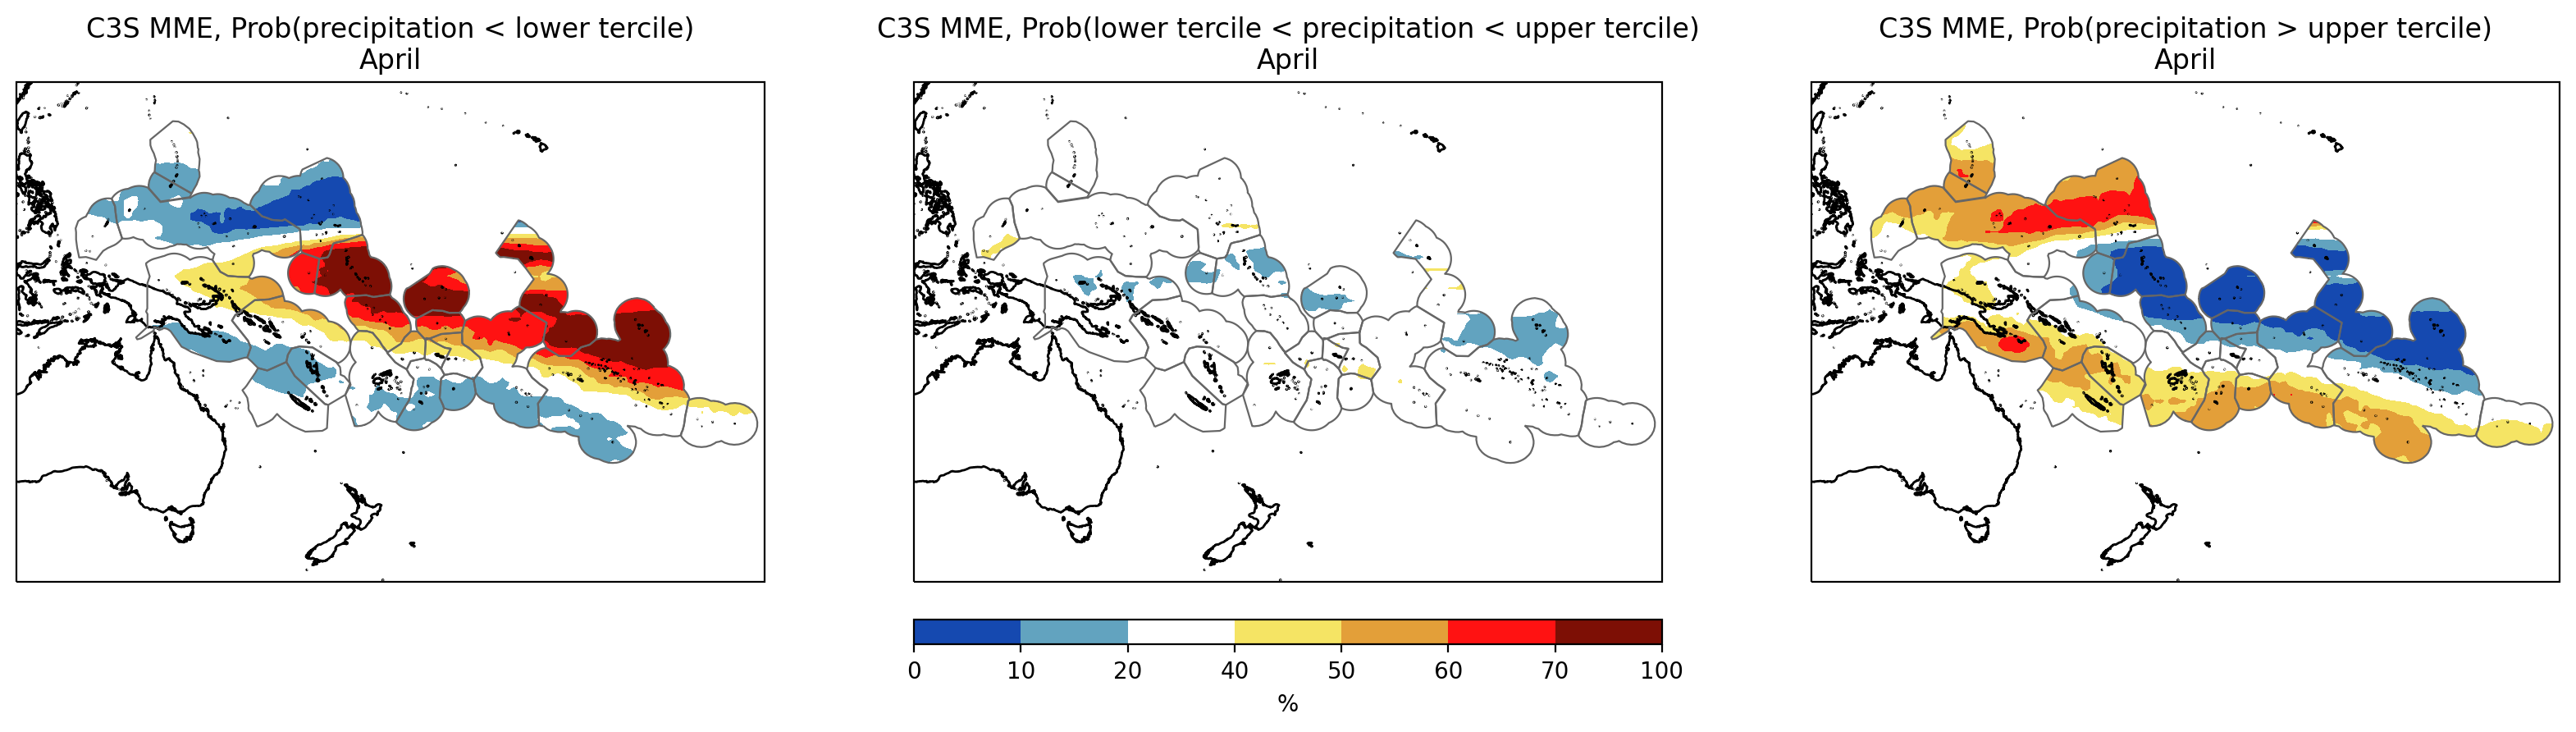 C3S MME, Prob(precipitation < lower tercile)
April
C3S MME, Prob(lower tercile < precipitation < upper tercile)
April
C3S MME, Prob(precipitation > upper tercile)
April
0 10 20 40 50 60 70 100
%